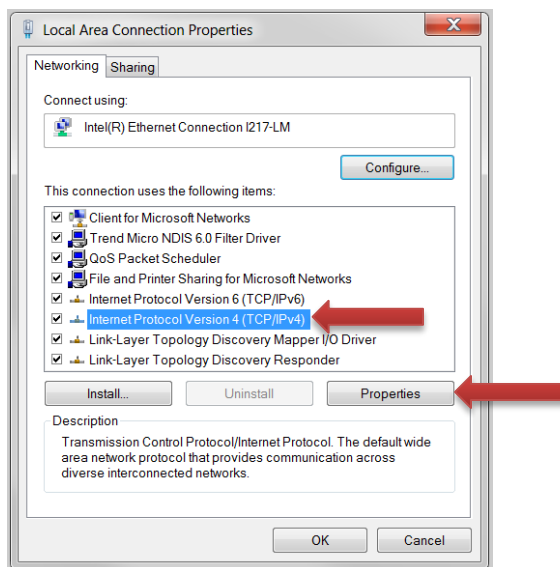 Local Area Connection Properties
Networking
Sharing
Connect using:
Intel(R) Ethernet Connection I217-LM
Configure...
This connection uses the following items:
Client for Microsoft Networks
Trend Micro NDIS 6.0 Filter Driver
QoS Packet Scheduler
File and Printer Sharing for Microsoft Networks
Internet Protocol Version 6 (TCP/IPv6)
Internet Protocol Version 4 (TCP/IPv4)
Link-Layer Topology Discovery Mapper I/O Driver
Link-Layer Topology Discovery Responder
Install...
Uninstall
Properties
Description
Transmission Control Protocol/Internet Protocol. The default wide
area network protocol that provides communication across
diverse interconnected networks.
OK
Cancel